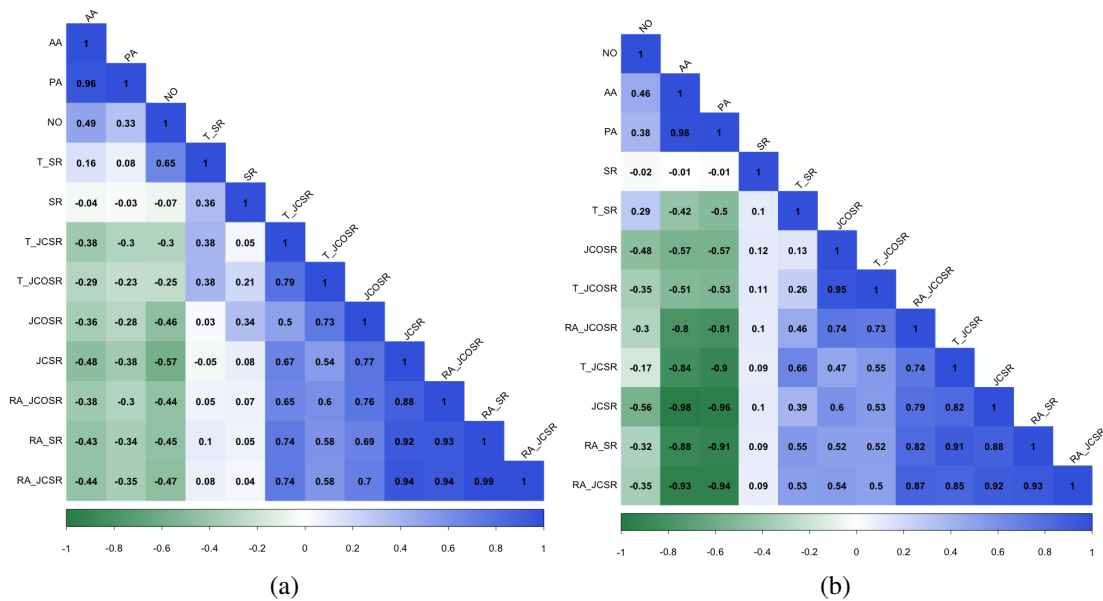 AA
AA 1 PA
PA 0.96 1 NO
NO 0.49 0.33 1 T_SR
T_SR 0.16 0.08 0.65 1 SR
SR -0.04 -0.03 -0.07 0.36 1 T_JCSR
T_JCSR -0.38 -0.3 -0.3 0.38 0.05 1 T_JCOSR
T_JCOSR -0.29 -0.23 -0.25 0.38 0.21 0.79 1 JCOSR
JCOSR -0.36 -0.28 -0.46 0.03 0.34 0.5 0.73 1 JCSR
JCSR -0.48 -0.38 -0.57 -0.05 0.08 0.67 0.54 0.77 1 RA_JCOSR
RA_JCOSR -0.38 -0.3 -0.44 0.05 0.07 0.65 0.6 0.76 0.88 1 RA_SR
RA_SR -0.43 -0.34 -0.45 0.1 0.05 0.74 0.58 0.69 0.92 0.93 1 RA_JCSR
RA_JCSR -0.44 -0.35 -0.47 0.08 0.04 0.74 0.58 0.7 0.94 0.94 0.99 1
-1 -0.8 -0.6 -0.4 -0.2 0 0.2 0.4 0.6 0.8 1
(a)
NO
NO 1 AA
AA 0.46 1 PA
PA 0.38 0.98 1 SR
SR -0.02 -0.01 -0.01 1 T_SR
T_SR 0.29 -0.42 -0.5 0.1 1 JCOSR
JCOSR -0.48 -0.57 -0.57 0.12 0.13 1 T_JCOSR
T_JCOSR -0.35 -0.51 -0.53 0.11 0.26 0.95 1 RA_JCOSR
RA_JCOSR -0.3 -0.8 -0.81 0.1 0.46 0.74 0.73 1 T_JCSR
T_JCSR -0.17 -0.84 -0.9 0.09 0.66 0.47 0.55 0.74 1 JCSR
JCSR -0.56 -0.98 -0.96 0.1 0.39 0.6 0.53 0.79 0.82 1 RA_SR
RA_SR -0.32 -0.88 -0.91 0.09 0.55 0.52 0.52 0.82 0.91 0.88 1 RA_JCSR
RA_JCSR -0.35 -0.93 -0.94 0.09 0.53 0.54 0.5 0.87 0.85 0.92 0.93 1
-1 -0.8 -0.6 -0.4 -0.2 0 0.2 0.4 0.6 0.8 1
(b)